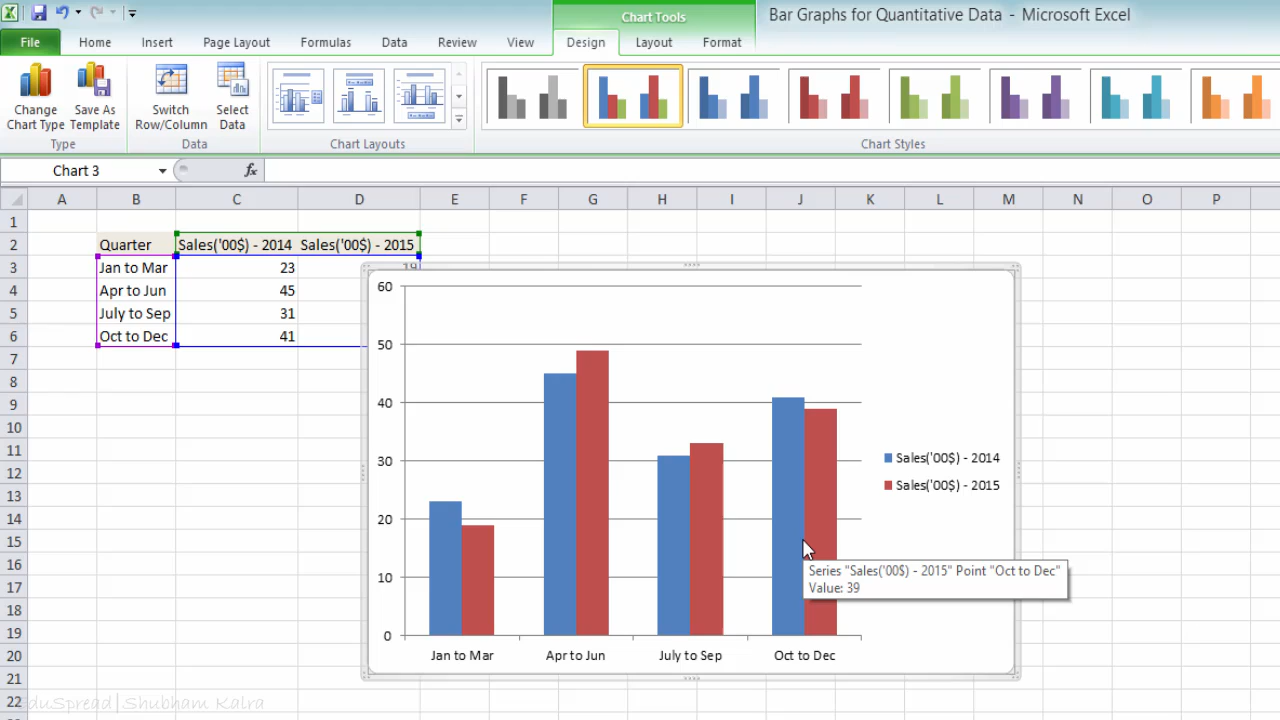 Chart Tools
Bar Graphs for Quantitative Data - Microsoft Excel
File Home Insert Page Layout Formulas Data Review View Design Layout Format
Change Chart Type
Save As Template
Switch Row/Column
Select Data
Type
Data
Chart Layouts
Chart Styles
Chart 3
fx
A B C D E F G H I J K L M N O P
1
2 Quarter Sales('00$) - 2014 Sales('00$) - 2015
3 Jan to Mar 23 19
4 Apr to Jun 45
5 July to Sep 31
6 Oct to Dec 41
7
8
9
10
11
12
13
14
15
16
17
18
19
20
21
22
60
50
40
30
20
10
0
Jan to Mar Apr to Jun July to Sep Oct to Dec
Sales('00$) - 2014
Sales('00$) - 2015
Series "Sales('00$) - 2015" Point "Oct to Dec"
Value: 39
EduSpread|Shubham Kalra